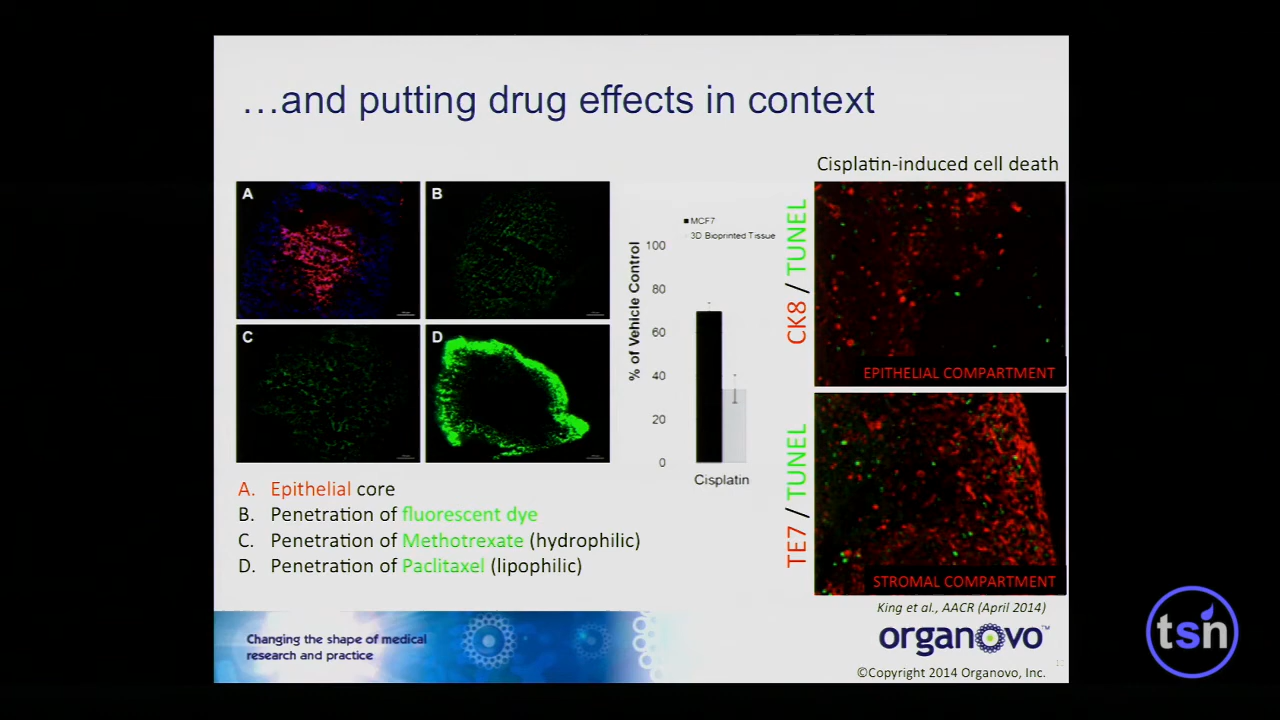 …and putting drug effects in context
A
B
C
D
A. Epithelial core
B. Penetration of fluorescent dye
C. Penetration of Methotrexate (hydrophilic)
D. Penetration of Paclitaxel (lipophilic)
MCF7
3D Bioprinted Tissue
% of Vehicle Control
100
80
60
40
20
0
Cisplatin
Cisplatin-induced cell death
CK8 / TUNEL
EPITHELIAL COMPARTMENT
TE7 / TUNEL
STROMAL COMPARTMENT
King et al., AACR (April 2014)
Changing the shape of medical
research and practice
organovo™
©Copyright 2014 Organovo, Inc.
tsn